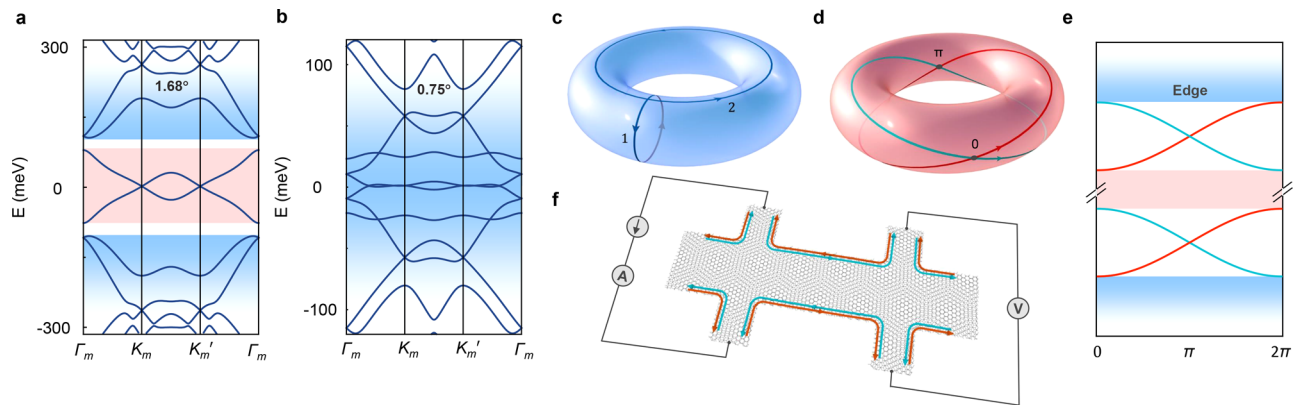 a
b
c
d
e
300
0
-300
E (meV)
1.68°
Γm
Km
Km'
Γm
100
0
-100
E (meV)
0.75°
Γm
Km
Km'
Γm
1
2
π
0
Edge
0
π
2π
f
A
V